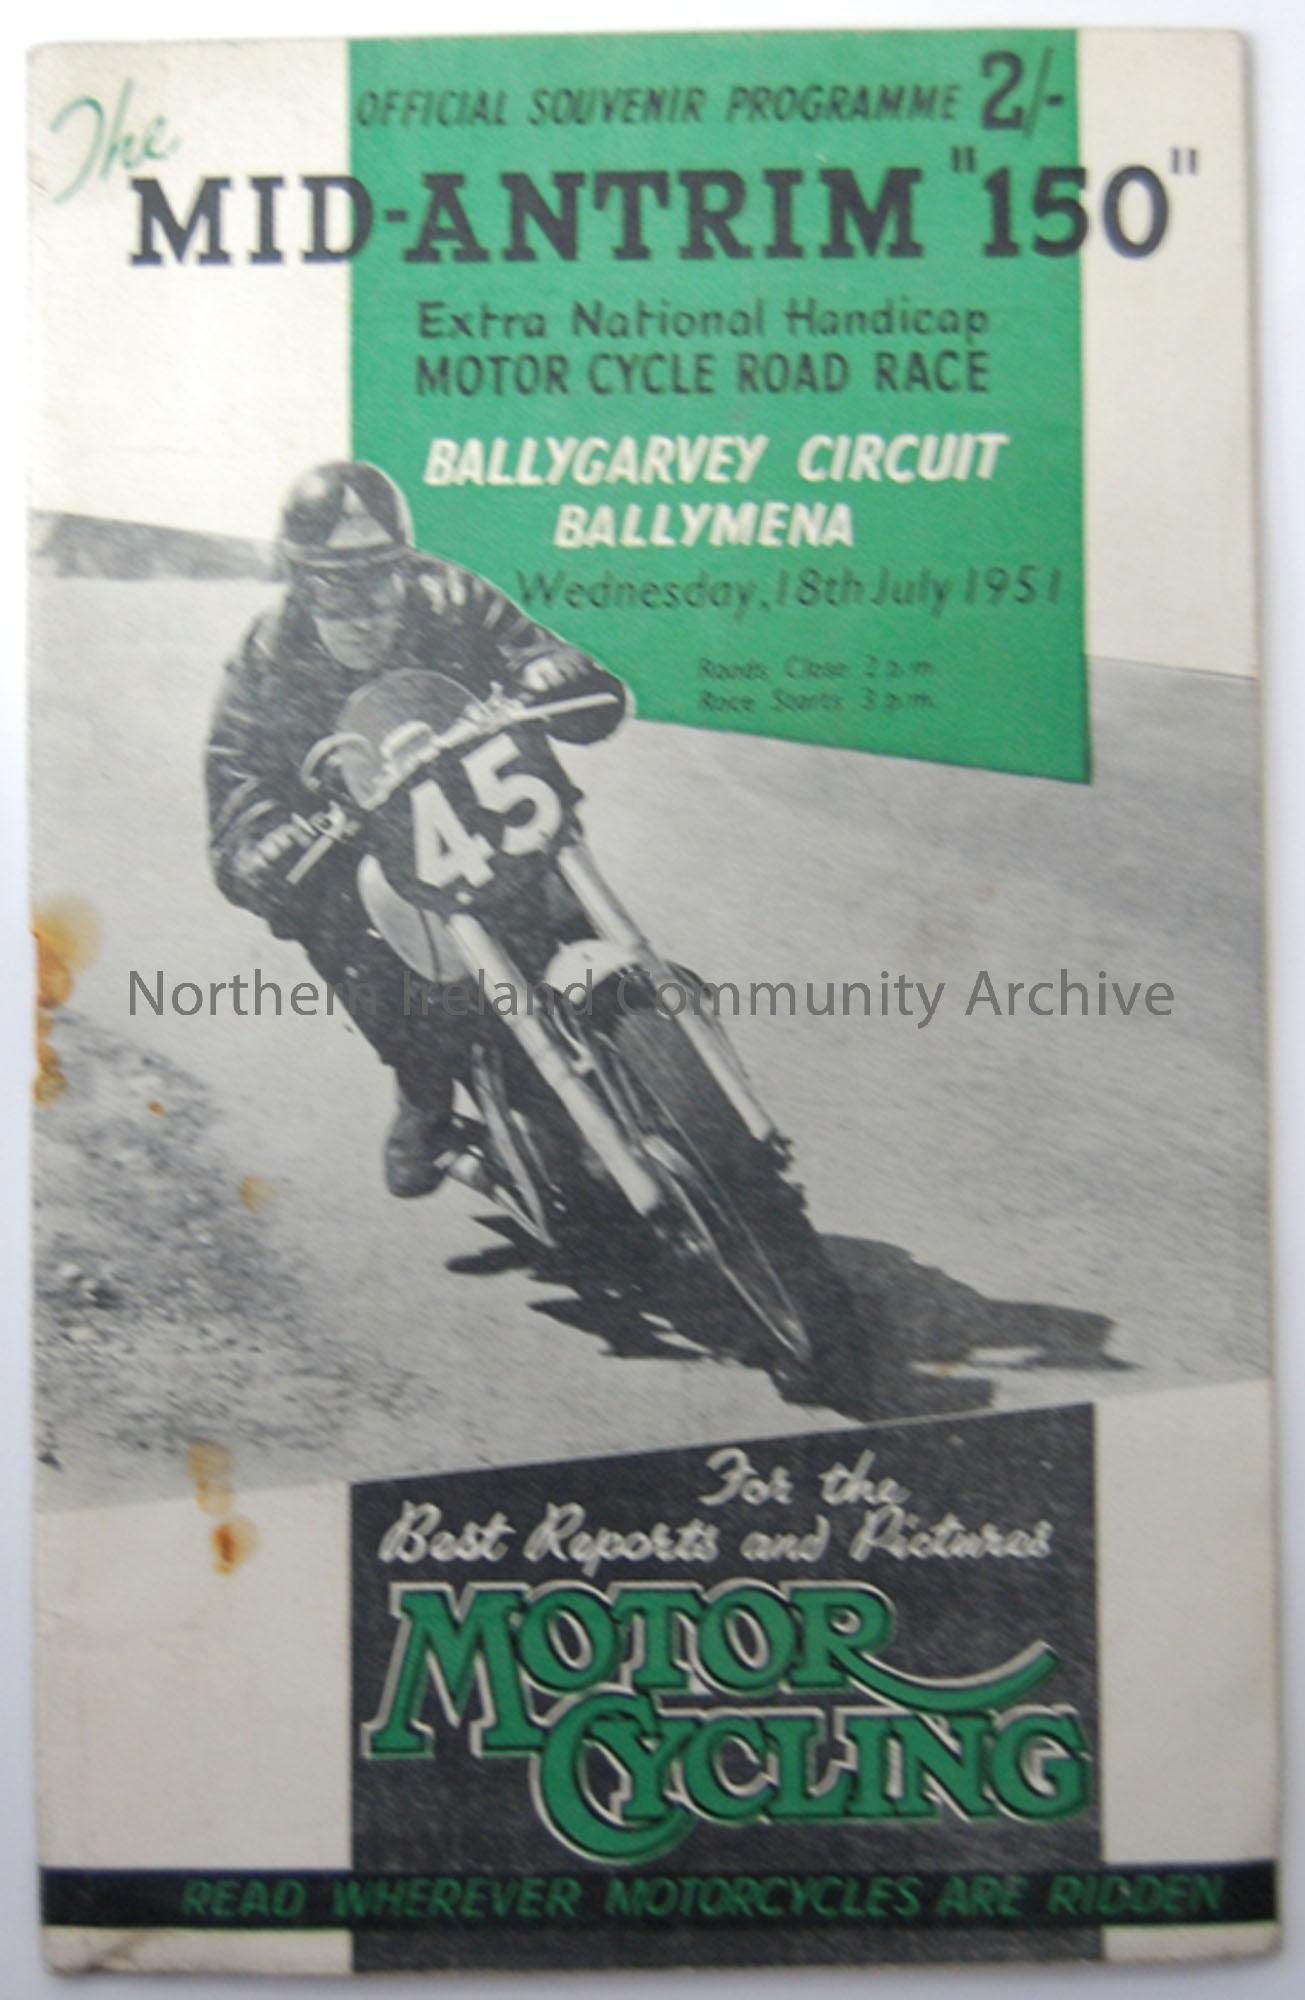 OFFICIAL SOUVENIR PROGRAMME 2/-
The
MID-ANTRIM "150"
Extra National Handicap
MOTOR CYCLE ROAD RACE
BALLYGARVEY CIRCUIT
BALLYMENA
Wednesday, 18th July 1951
Roads Close 2 p.m.
Race Starts 3 p.m.
45
Northern Ireland Community Archive
For the
Best Reports and Pictures
MOTOR
CYCLING
READ WHEREVER MOTORCYCLES ARE RIDDEN